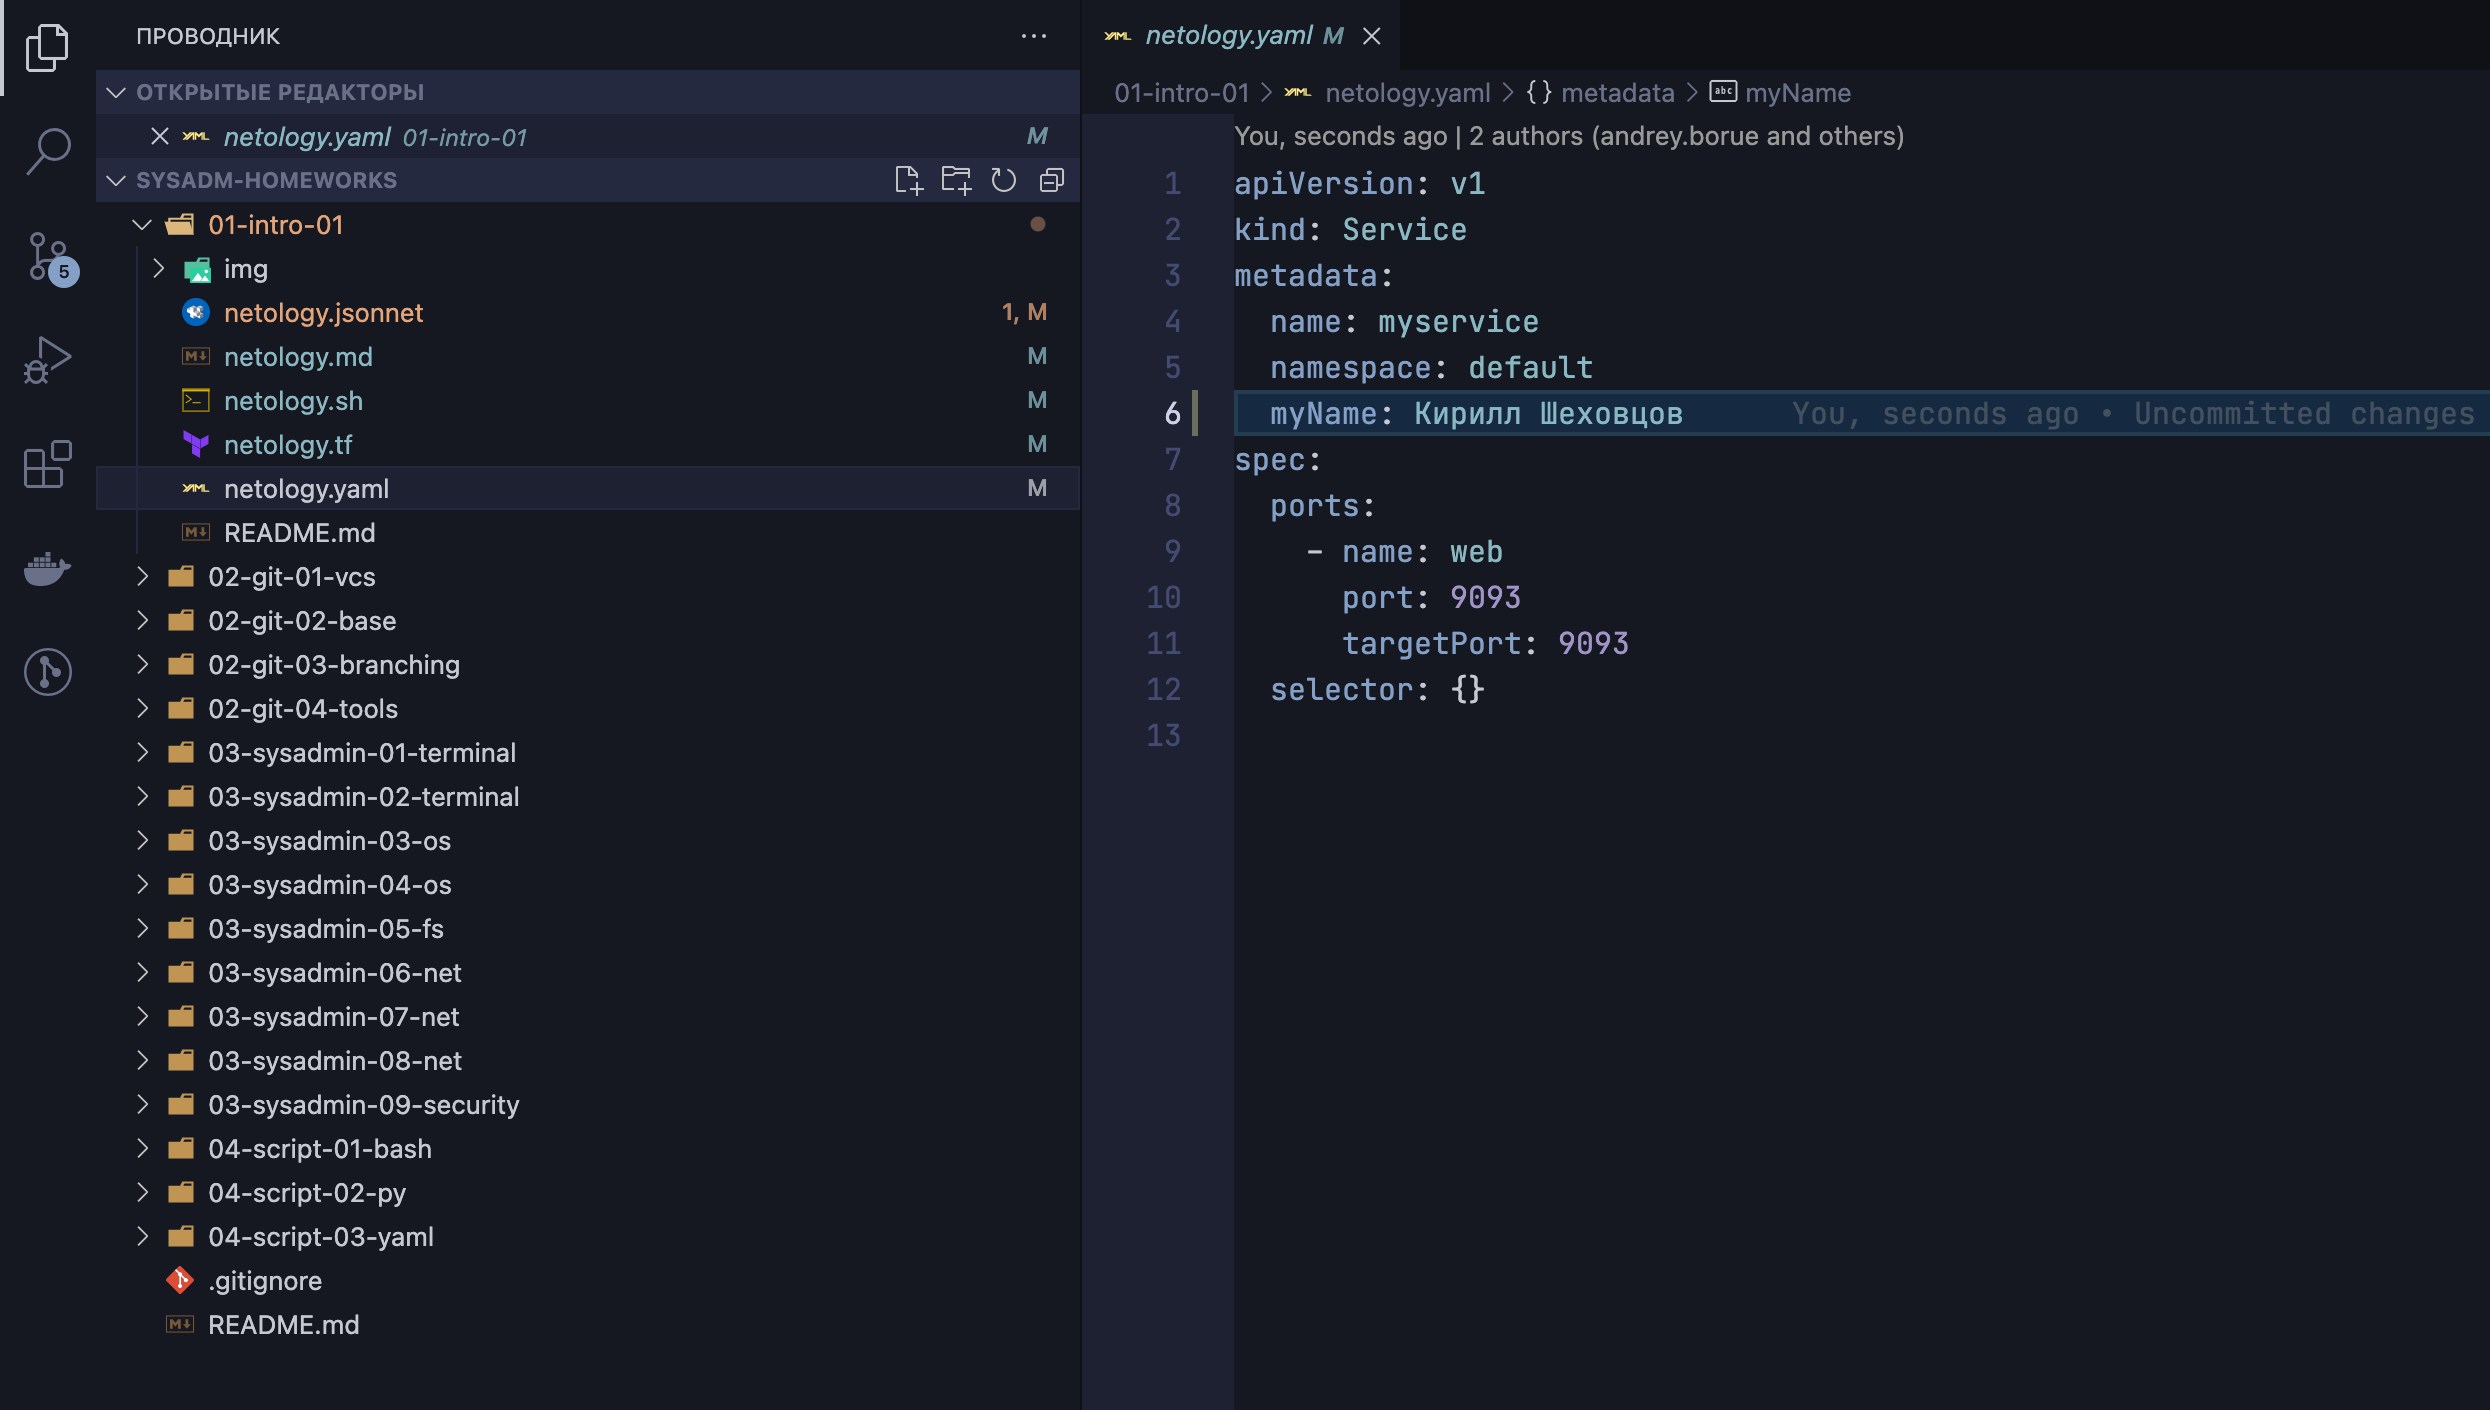 ПРОВОДНИК
ОТКРЫТЫЕ РЕДАКТОРЫ
netology.yaml 01-intro-01 M
SYSADM-HOMEWORKS
01-intro-01
img
netology.jsonnet 1, M
netology.md M
netology.sh M
netology.tf M
netology.yaml M
README.md
02-git-01-vcs
02-git-02-base
02-git-03-branching
02-git-04-tools
03-sysadmin-01-terminal
03-sysadmin-02-terminal
03-sysadmin-03-os
03-sysadmin-04-os
03-sysadmin-05-fs
03-sysadmin-06-net
03-sysadmin-07-net
03-sysadmin-08-net
03-sysadmin-09-security
04-script-01-bash
04-script-02-py
04-script-03-yaml
.gitignore
README.md
5
netology.yaml M
01-intro-01 > netology.yaml > {} metadata > abc myName
You, seconds ago | 2 authors (andrey.borue and others)
1 apiVersion: v1
2 kind: Service
3 metadata:
4 name: myservice
5 namespace: default
6 myName: Кирилл Шеховцов You, seconds ago • Uncommitted changes
7 spec:
8 ports:
9 - name: web
10 port: 9093
11 targetPort: 9093
12 selector: {}
13